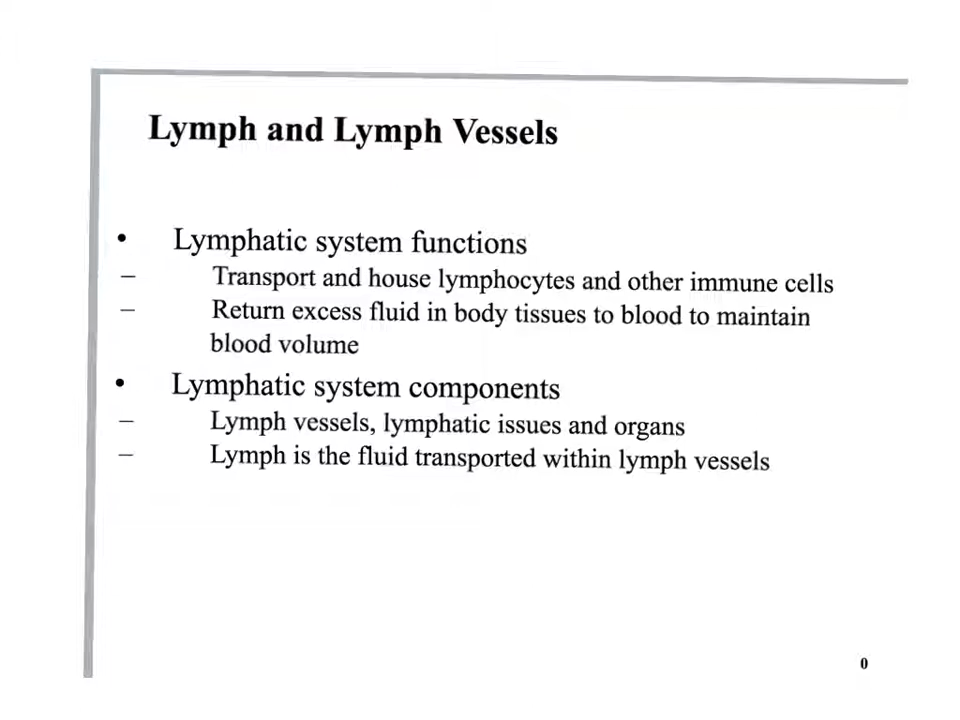 Lymph and Lymph Vessels
• Lymphatic system functions
– Transport and house lymphocytes and other immune cells
– Return excess fluid in body tissues to blood to maintain
blood volume
• Lymphatic system components
– Lymph vessels, lymphatic issues and organs
– Lymph is the fluid transported within lymph vessels
0